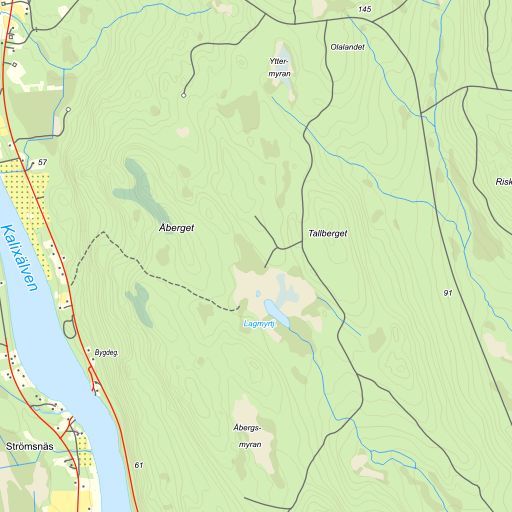 145
Olalandet
Ytter-
myran
57
Risk
Åberget
Tallberget
Kalixälven
91
Lagmyrtj
Bygdeg.
Åbergs-
myran
Strömsnäs
61